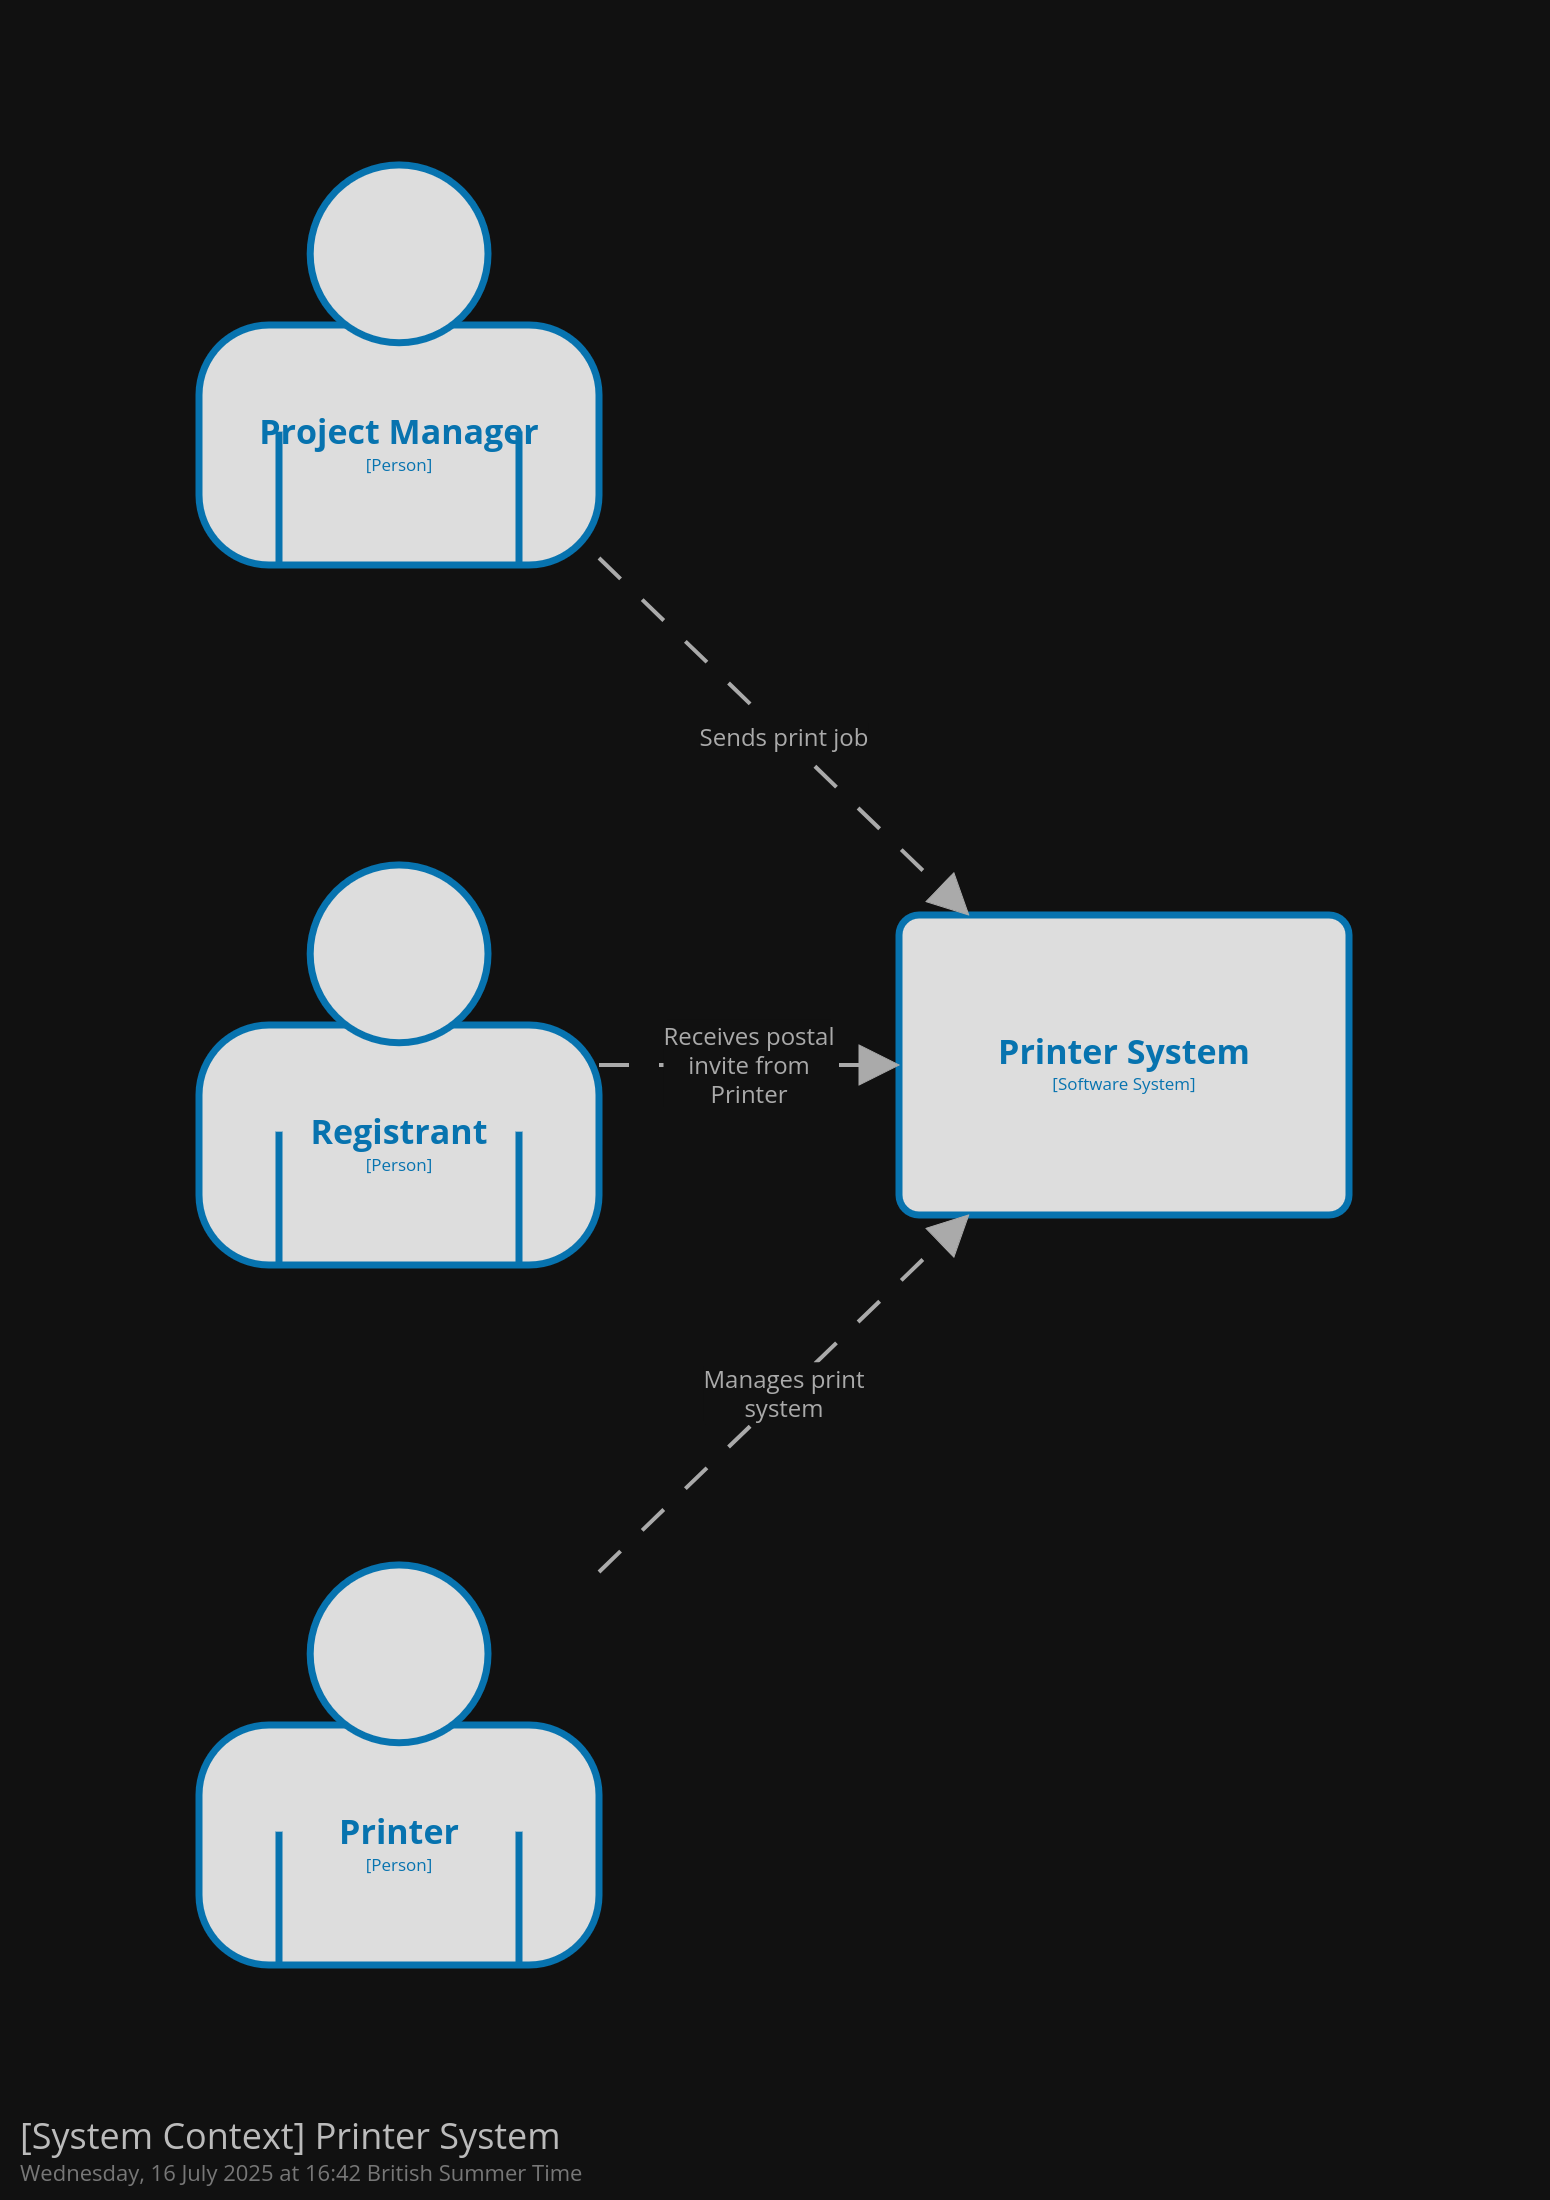 Project Manager
[Person]
Sends print job
Registrant
[Person]
Receives postal
invite from
Printer
Printer System
[Software System]
Manages print
system
Printer
[Person]
[System Context] Printer System
Wednesday, 16 July 2025 at 16:42 British Summer Time